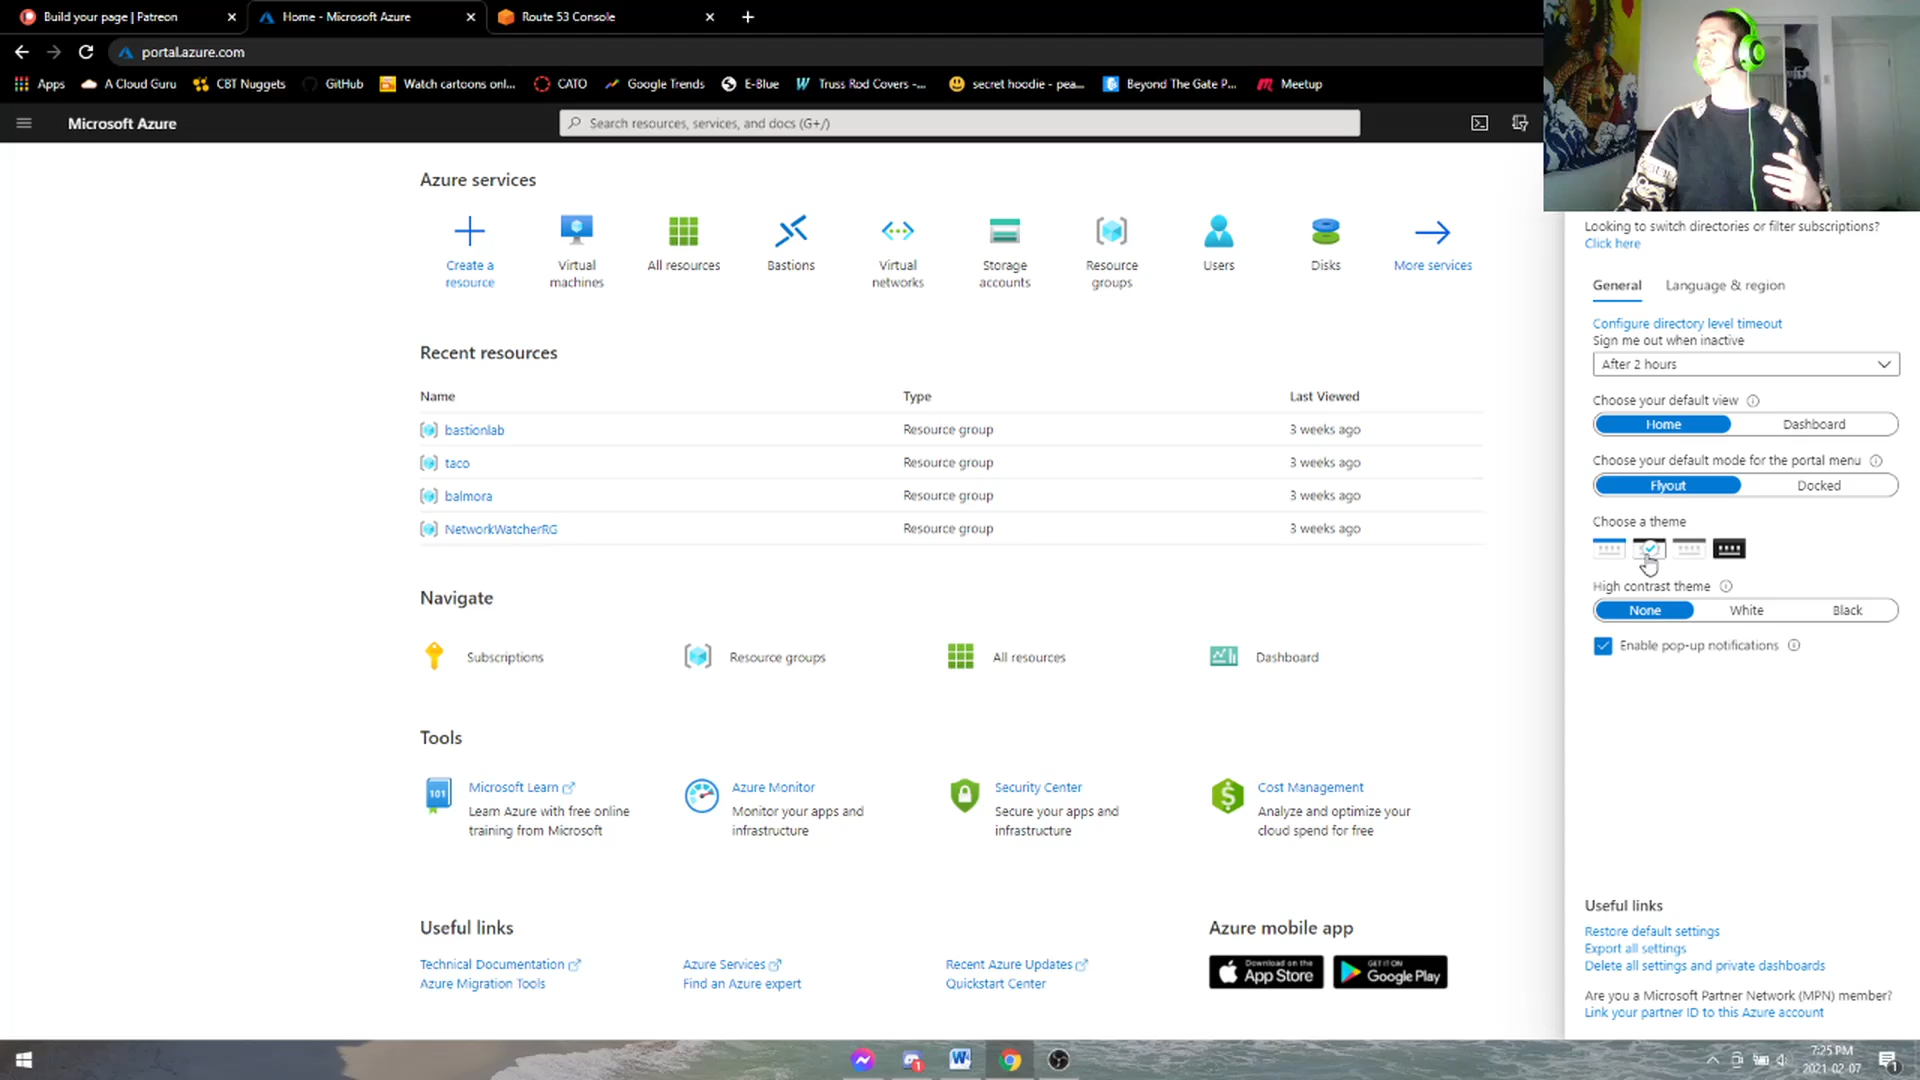 Build your page | Patreon
Home - Microsoft Azure
Route 53 Console
portal.azure.com
Apps
A Cloud Guru
CBT Nuggets
GitHub
Watch cartoons onl...
CATO
Google Trends
E-Blue
Truss Rod Covers -...
secret hoodie - pea...
Beyond The Gate P...
Meetup
Microsoft Azure
Search resources, services, and docs (G+/)
Azure services
Create a resource
Virtual machines
All resources
Bastions
Virtual networks
Storage accounts
Resource groups
Users
Disks
More services
Recent resources
Name Type Last Viewed
bastionlab Resource group 3 weeks ago
taco Resource group 3 weeks ago
balmora Resource group 3 weeks ago
NetworkWatcherRG Resource group 3 weeks ago
Navigate
Subscriptions
Resource groups
All resources
Dashboard
Tools
101
Microsoft Learn
Learn Azure with free online
training from Microsoft
Azure Monitor
Monitor your apps and
infrastructure
Security Center
Secure your apps and
infrastructure
Cost Management
Analyze and optimize your
cloud spend for free
Useful links
Technical Documentation
Azure Migration Tools
Azure Services
Find an Azure expert
Recent Azure Updates
Quickstart Center
Azure mobile app
Download on the
App Store
GET IT ON
Google Play
Looking to switch directories or filter subscriptions?
Click here
General
Language & region
Configure directory level timeout
Sign me out when inactive
After 2 hours
Choose your default view
Home
Dashboard
Choose your default mode for the portal menu
Flyout
Docked
Choose a theme
High contrast theme
None
White
Black
Enable pop-up notifications
Useful links
Restore default settings
Export all settings
Delete all settings and private dashboards
Are you a Microsoft Partner Network (MPN) member?
Link your partner ID to this Azure account
7:25 PM
2021-02-07